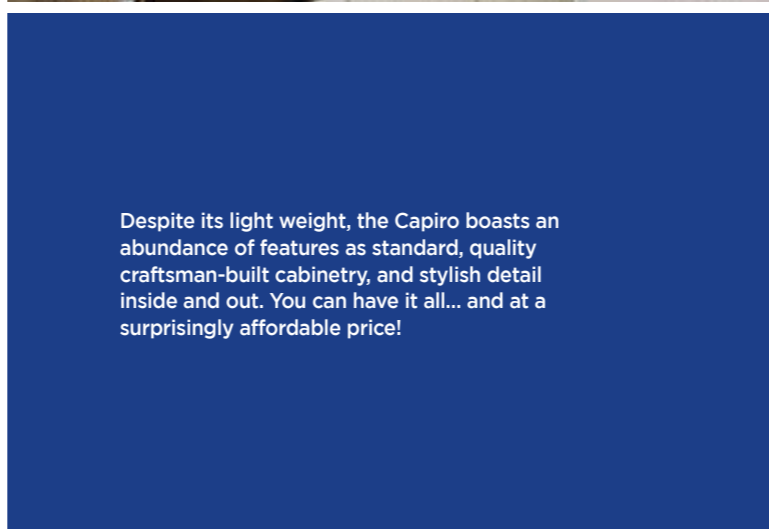 Despite its light weight, the Capiro boasts an
abundance of features as standard, quality
craftsman-built cabinetry, and stylish detail
inside and out. You can have it all... and at a
surprisingly affordable price!